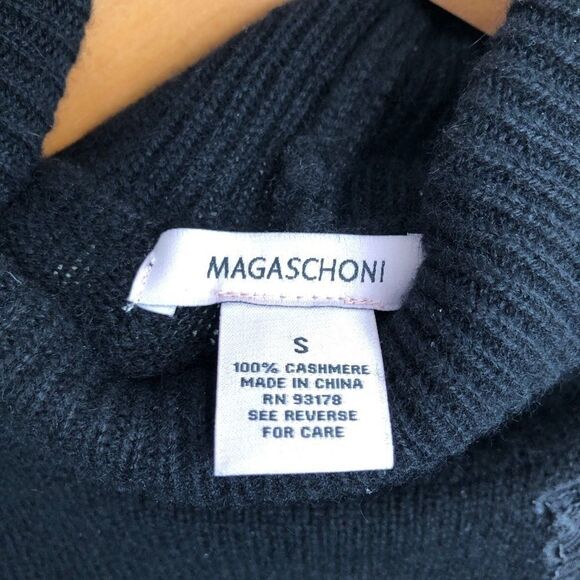 MAGASCHONI
S
100% CASHMERE
MADE IN CHINA
RN 93178
SEE REVERSE
FOR CARE